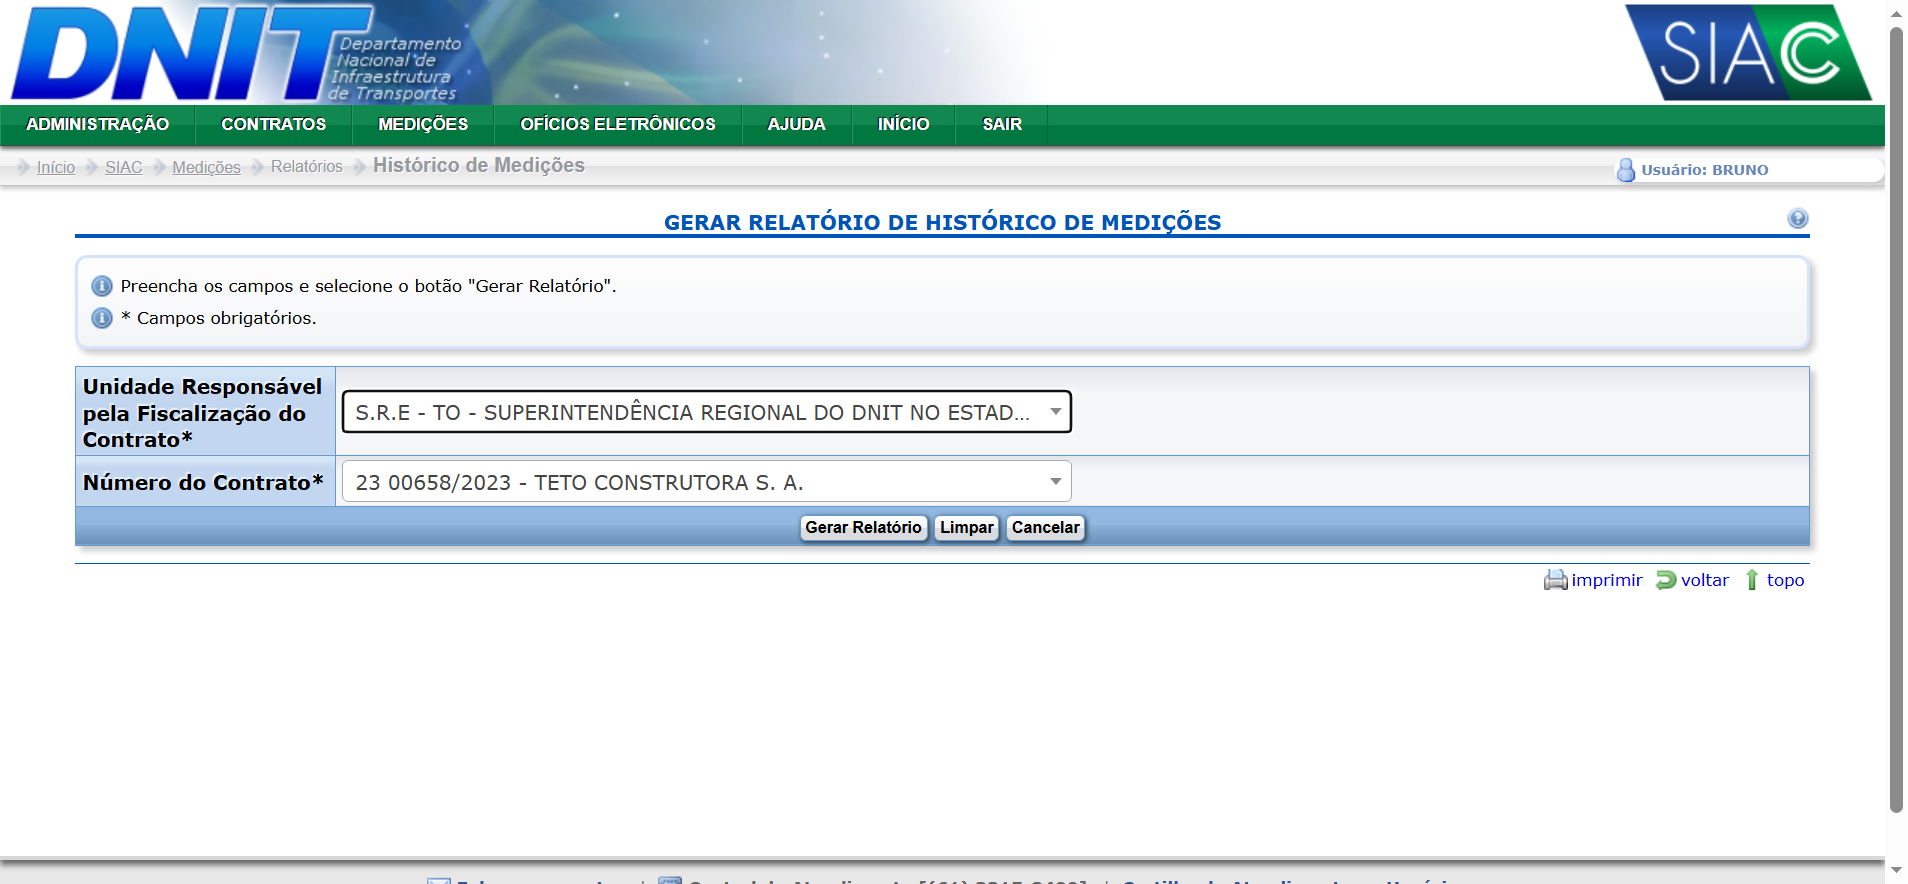 DNIT
Departamento
Nacional de
Infraestrutura
de Transportes
SIAC
ADMINISTRAÇÃO CONTRATOS MEDIÇÕES OFÍCIOS ELETRÔNICOS AJUDA INÍCIO SAIR
Início SIAC Medições Relatórios Histórico de Medições
Usuário: BRUNO
GERAR RELATÓRIO DE HISTÓRICO DE MEDIÇÕES
Preencha os campos e selecione o botão "Gerar Relatório".
* Campos obrigatórios.
Unidade Responsável
pela Fiscalização do
Contrato*
S.R.E - TO - SUPERINTENDÊNCIA REGIONAL DO DNIT NO ESTAD...
Número do Contrato*
23 00658/2023 - TETO CONSTRUTORA S. A.
Gerar Relatório Limpar Cancelar
imprimir voltar topo